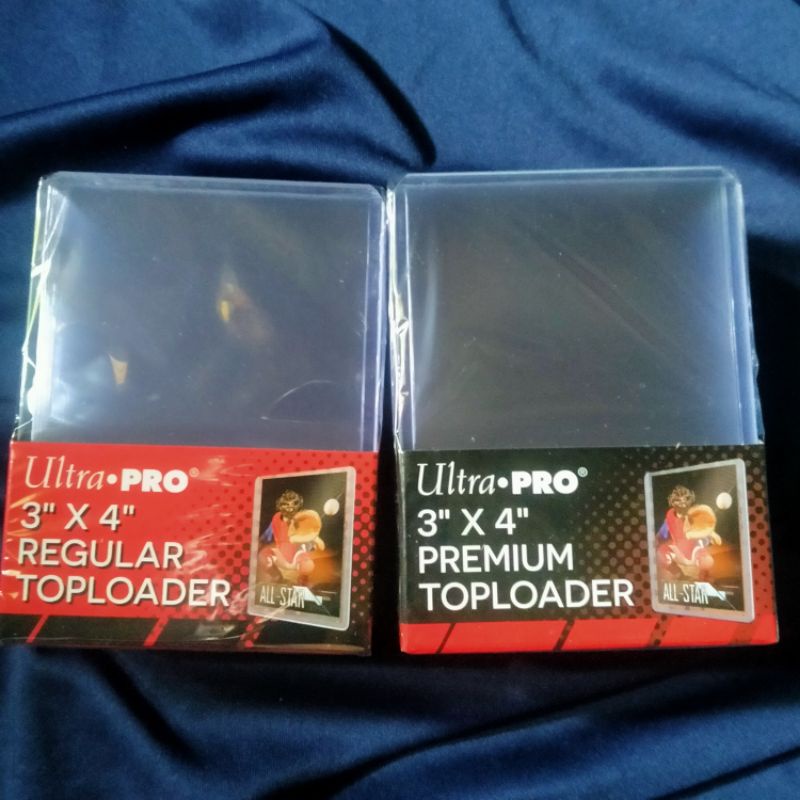 Ultra•PRO®
3" X 4"
REGULAR
TOPLOADER
ALL-STAR
Ultra•PRO®
3" X 4"
PREMIUM
TOPLOADER
ALL-STAR